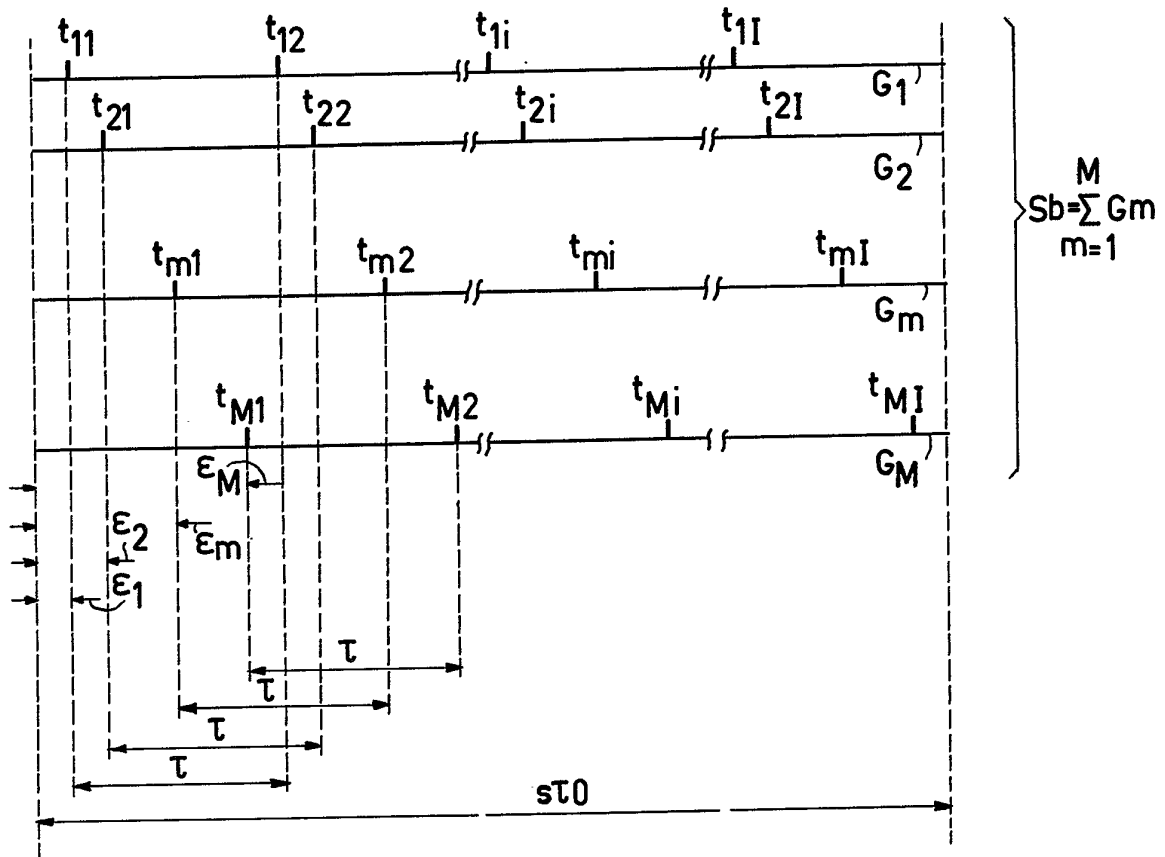 t11 t12 t1i t1I
G1
t21 t22 t2i t2I
G2
M
Sb=∑Gm
m=1
tm1 tm2 tmi tmI
Gm
tM1 tM2 tMi tMI
GM
εM
ε2 εm
ε1
τ
τ
τ
τ
sτ0